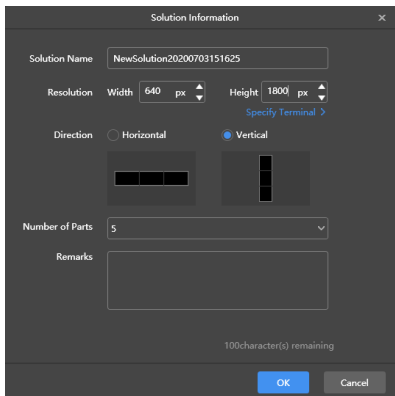 Solution Information
Solution Name NewSolution20200703151625
Resolution Width 640 px Height 1800 px
Specify Terminal >
Direction Horizontal Vertical
Number of Parts 5
Remarks
100character(s) remaining
OK Cancel